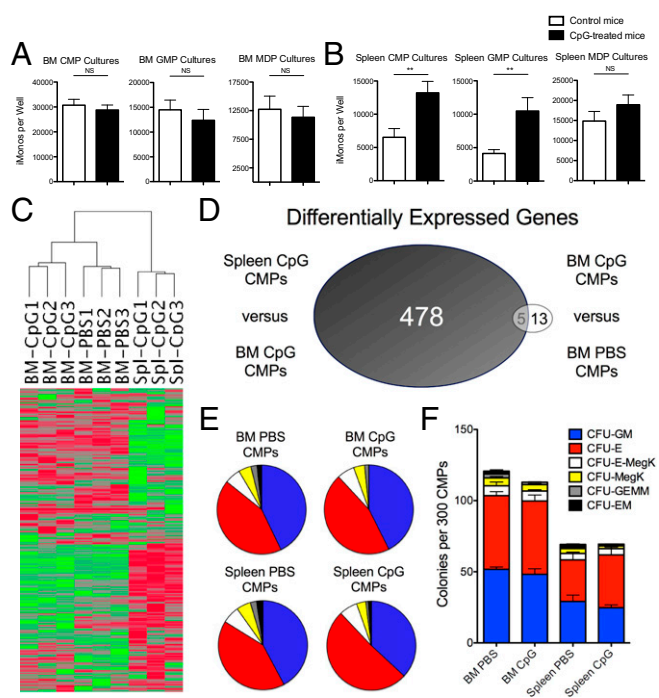 Control mice
CpG-treated mice
A
BM CMP Cultures
BM GMP Cultures
BM MDP Cultures
NS
NS
NS
iMonos per Well
40000
30000
20000
10000
0
20000
15000
10000
5000
0
17500
12500
7500
2500
B
Spleen CMP Cultures
Spleen GMP Cultures
Spleen MDP Cultures
**
**
NS
iMonos per Well
15000
10000
5000
0
15000
10000
5000
0
25000
20000
15000
10000
5000
0
C
BM-CpG1
BM-CpG2
BM-CpG3
BM-PBS1
BM-PBS2
BM-PBS3
Spl-CpG1
Spl-CpG2
Spl-CpG3
D
Differentially Expressed Genes
Spleen CpG
CMPs
versus
BM CpG
CMPs
478
5
13
BM CpG
CMPs
versus
BM PBS
CMPs
E
BM PBS
CMPs
BM CpG
CMPs
Spleen PBS
CMPs
Spleen CpG
CMPs
F
CFU-GM
CFU-E
CFU-E-MegK
CFU-MegK
CFU-GEMM
CFU-EM
Colonies per 300 CMPs
150
100
50
0
BM PBS
BM CpG
Spleen PBS
Spleen CpG